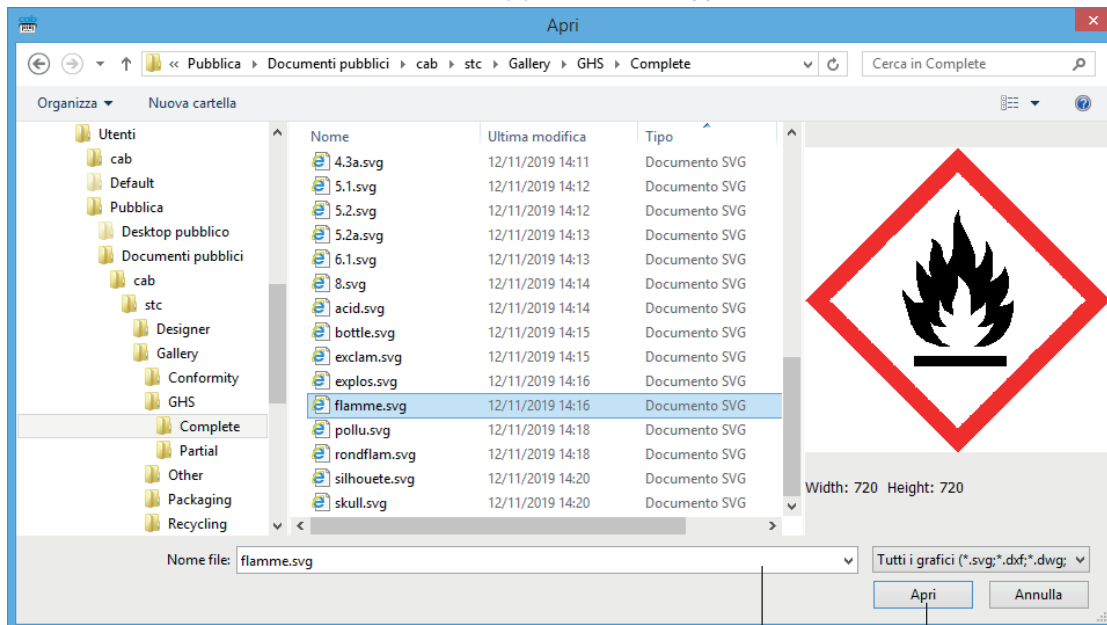 cab
Apri
« Pubblica ▸ Documenti pubblici ▸ cab ▸ stc ▸ Gallery ▸ GHS ▸ Complete
Cerca in Complete
Organizza ▼ Nuova cartella
Utenti
cab
Default
Pubblica
Desktop pubblico
Documenti pubblici
cab
stc
Designer
Gallery
Conformity
GHS
Complete
Partial
Other
Packaging
Recycling
Nome Ultima modifica Tipo
4.3a.svg 12/11/2019 14:11 Documento SVG
5.1.svg 12/11/2019 14:12 Documento SVG
5.2.svg 12/11/2019 14:12 Documento SVG
5.2a.svg 12/11/2019 14:13 Documento SVG
6.1.svg 12/11/2019 14:13 Documento SVG
8.svg 12/11/2019 14:14 Documento SVG
acid.svg 12/11/2019 14:14 Documento SVG
bottle.svg 12/11/2019 14:15 Documento SVG
exclam.svg 12/11/2019 14:15 Documento SVG
explos.svg 12/11/2019 14:16 Documento SVG
flamme.svg 12/11/2019 14:16 Documento SVG
pollu.svg 12/11/2019 14:18 Documento SVG
rondflam.svg 12/11/2019 14:18 Documento SVG
silhouete.svg 12/11/2019 14:20 Documento SVG
skull.svg 12/11/2019 14:20 Documento SVG
Width: 720 Height: 720
Nome file: flamme.svg
Tutti i grafici (*.svg;*.dxf;*.dwg;
Apri Annulla